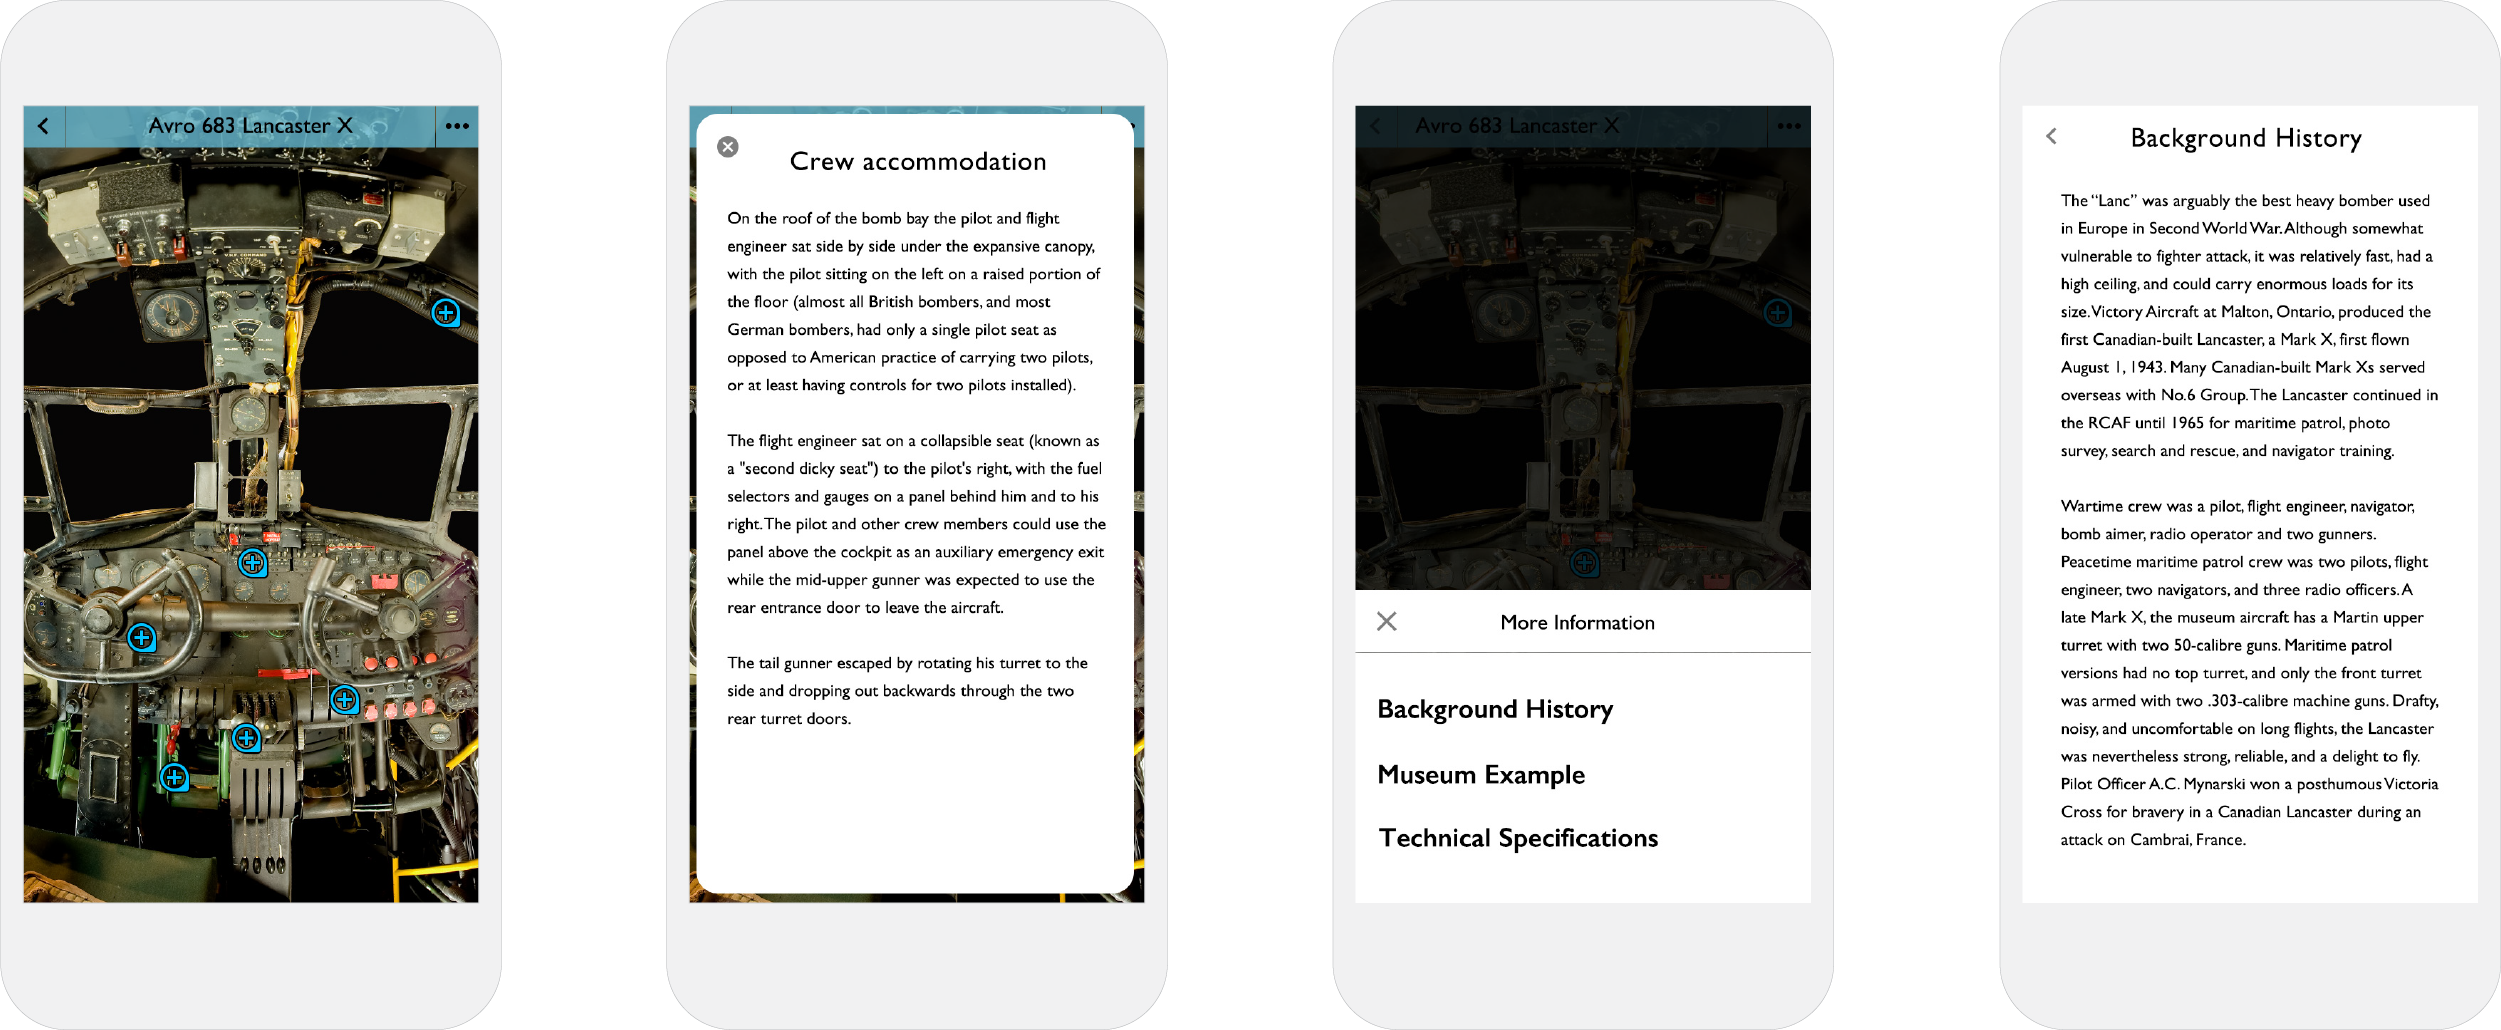 Avro 683 Lancaster X
V.H.F. COMMAND
Crew accommodation
On the roof of the bomb bay the pilot and flight
engineer sat side by side under the expansive canopy,
with the pilot sitting on the left on a raised portion of
the floor (almost all British bombers, and most
German bombers, had only a single pilot seat as
opposed to American practice of carrying two pilots,
or at least having controls for two pilots installed).
The flight engineer sat on a collapsible seat (known as
a "second dicky seat") to the pilot's right, with the fuel
selectors and gauges on a panel behind him and to his
right. The pilot and other crew members could use the
panel above the cockpit as an auxiliary emergency exit
while the mid-upper gunner was expected to use the
rear entrance door to leave the aircraft.
The tail gunner escaped by rotating his turret to the
side and dropping out backwards through the two
rear turret doors.
Avro 683 Lancaster X
More Information
Background History
Museum Example
Technical Specifications
Background History
The “Lanc” was arguably the best heavy bomber used
in Europe in Second World War. Although somewhat
vulnerable to fighter attack, it was relatively fast, had a
high ceiling, and could carry enormous loads for its
size. Victory Aircraft at Malton, Ontario, produced the
first Canadian-built Lancaster, a Mark X, first flown
August 1, 1943. Many Canadian-built Mark Xs served
overseas with No.6 Group. The Lancaster continued in
the RCAF until 1965 for maritime patrol, photo
survey, search and rescue, and navigator training.
Wartime crew was a pilot, flight engineer, navigator,
bomb aimer, radio operator and two gunners.
Peacetime maritime patrol crew was two pilots, flight
engineer, two navigators, and three radio officers. A
late Mark X, the museum aircraft has a Martin upper
turret with two 50-calibre guns. Maritime patrol
versions had no top turret, and only the front turret
was armed with two .303-calibre machine guns. Drafty,
noisy, and uncomfortable on long flights, the Lancaster
was nevertheless strong, reliable, and a delight to fly.
Pilot Officer A.C. Mynarski won a posthumous Victoria
Cross for bravery in a Canadian Lancaster during an
attack on Cambrai, France.